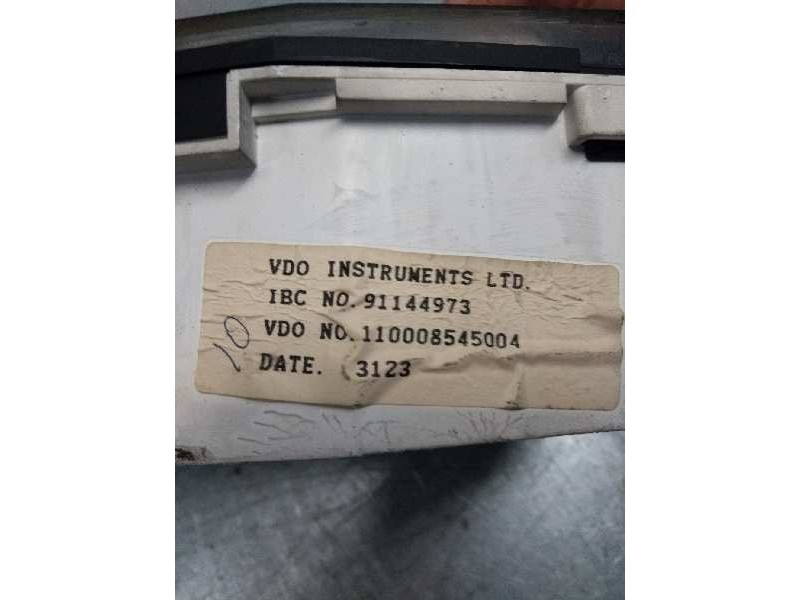 VDO INSTRUMENTS LTD.
IBC NO. 91144973
VDO NO. 110008545004
DATE. 3123
10